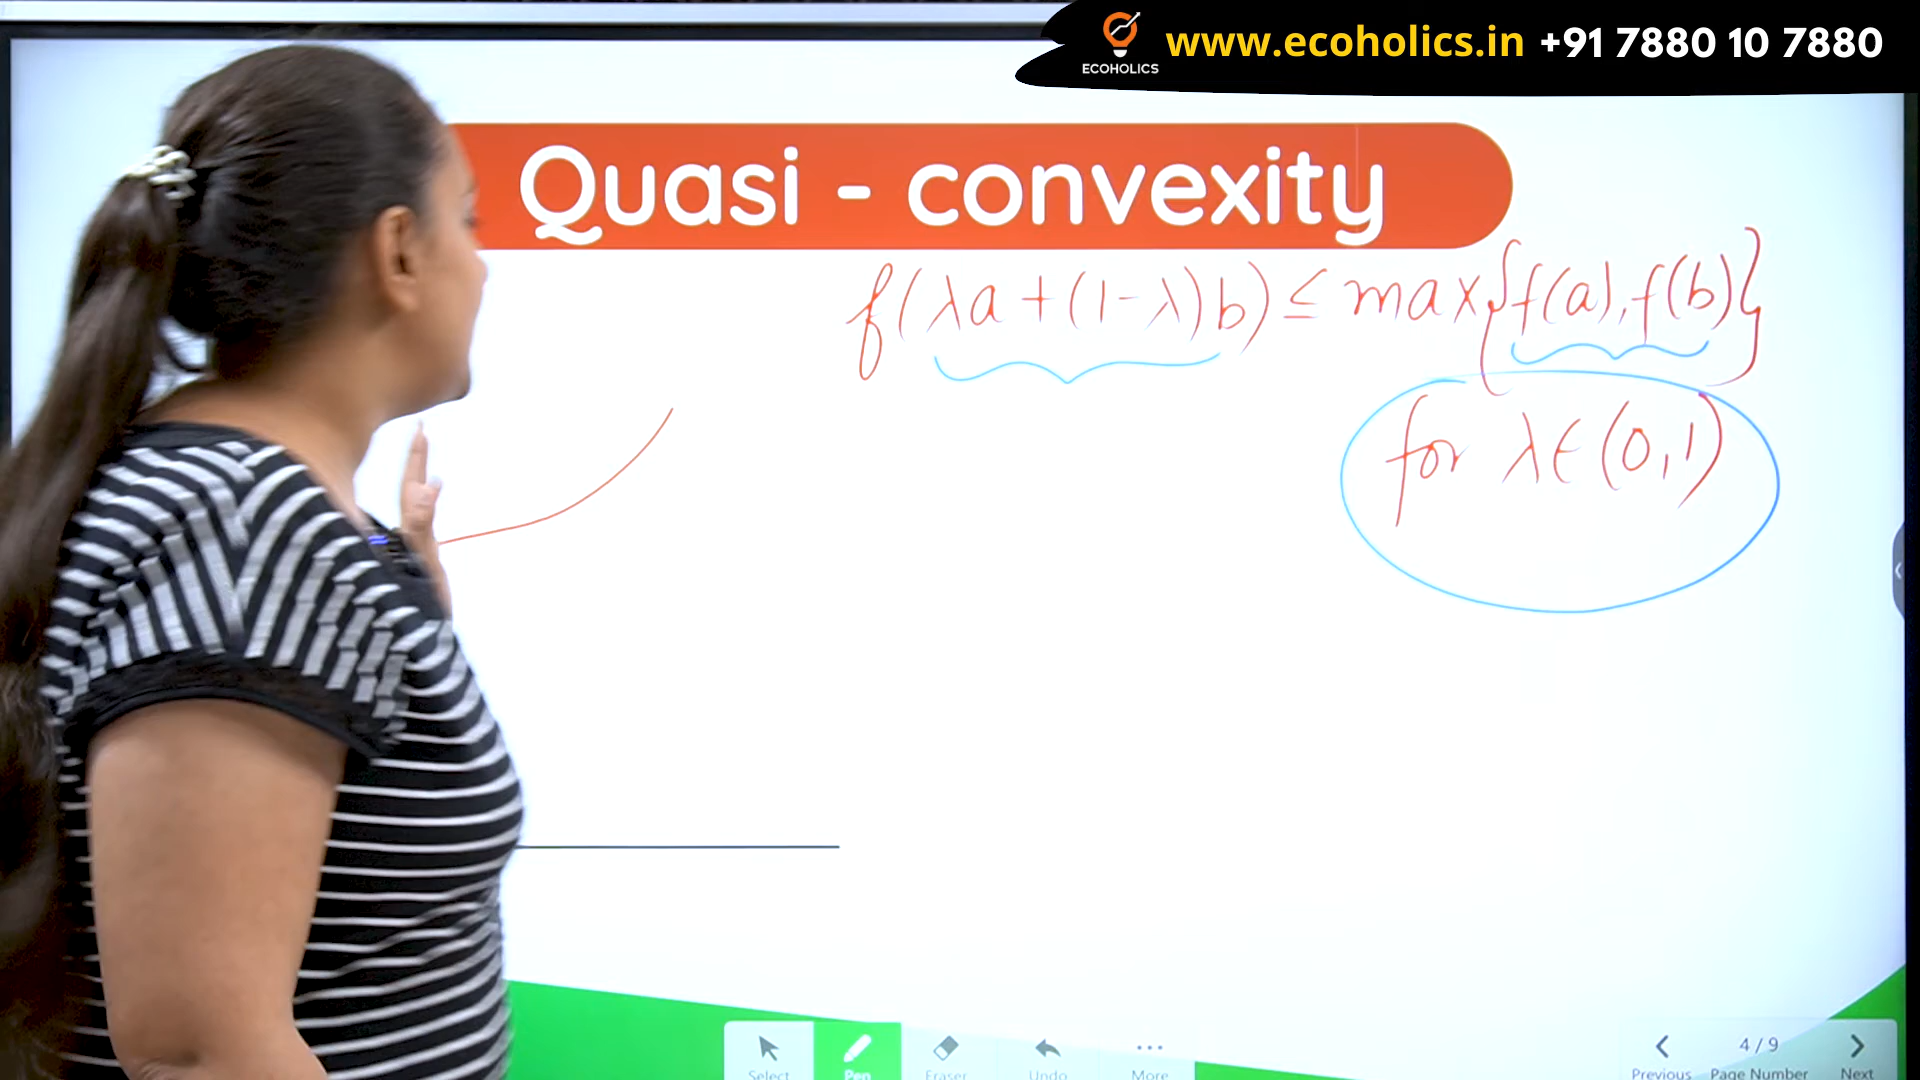 www.ecoholics.in +91 7880 10 7880
ECOHOLICS
Quasi - convexity
f(λa+(1-λ)b) ≤ max{f(a), f(b)}
for λ∈(0,1)
Select Pen Eraser Undo More
4 / 9
Previous Page Number Next